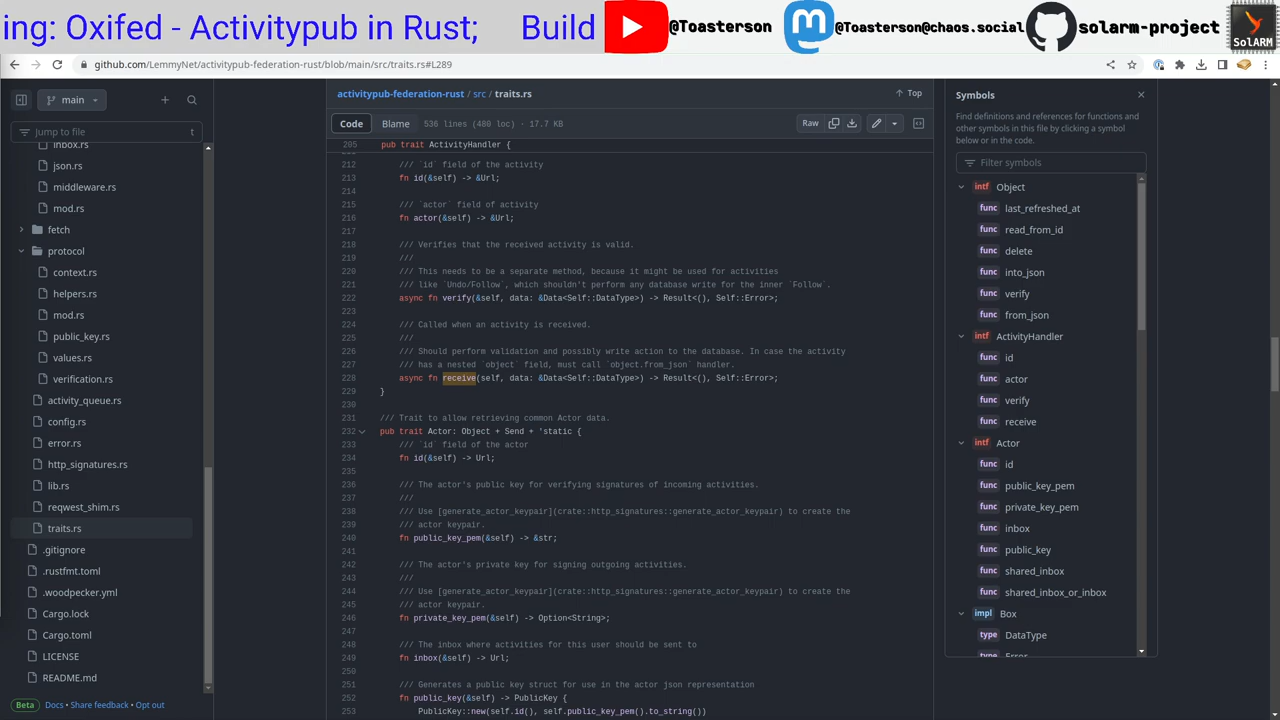 ing: Oxifed - Activitypub in Rust;    Build
@Toasterson
@Toasterson@chaos.social
solarm-project
SolARM
github.com/LemmyNet/activitypub-federation-rust/blob/main/src/traits.rs#L289
main
Jump to file
t
inbox.rs
json.rs
middleware.rs
mod.rs
fetch
protocol
context.rs
helpers.rs
mod.rs
public_key.rs
values.rs
verification.rs
activity_queue.rs
config.rs
error.rs
http_signatures.rs
lib.rs
reqwest_shim.rs
traits.rs
.gitignore
.rustfmt.toml
.woodpecker.yml
Cargo.lock
Cargo.toml
LICENSE
README.md
Beta Docs · Share feedback · Opt out
activitypub-federation-rust / src / traits.rs
Top
Code Blame 536 lines (480 loc) · 17.7 KB
Raw
205 pub trait ActivityHandler {
212 /// `id` field of the activity
213 fn id(&self) -> &Url;
214
215 /// `actor` field of activity
216 fn actor(&self) -> &Url;
217
218 /// Verifies that the received activity is valid.
219 ///
220 /// This needs to be a separate method, because it might be used for activities
221 /// like `Undo/Follow`, which shouldn't perform any database write for the inner `Follow`.
222 async fn verify(&self, data: &Data<Self::DataType>) -> Result<(), Self::Error>;
223
224 /// Called when an activity is received.
225 ///
226 /// Should perform validation and possibly write action to the database. In case the activity
227 /// has a nested `object` field, must call `object.from_json` handler.
228 async fn receive(self, data: &Data<Self::DataType>) -> Result<(), Self::Error>;
229 }
230
231 /// Trait to allow retrieving common Actor data.
232 pub trait Actor: Object + Send + 'static {
233 /// `id` field of the actor
234 fn id(&self) -> Url;
235
236 /// The actor's public key for verifying signatures of incoming activities.
237 ///
238 /// Use [generate_actor_keypair](crate::http_signatures::generate_actor_keypair) to create the
239 /// actor keypair.
240 fn public_key_pem(&self) -> &str;
241
242 /// The actor's private key for signing outgoing activities.
243 ///
244 /// Use [generate_actor_keypair](crate::http_signatures::generate_actor_keypair) to create the
245 /// actor keypair.
246 fn private_key_pem(&self) -> Option<String>;
247
248 /// The inbox where activities for this user should be sent to
249 fn inbox(&self) -> Url;
250
251 /// Generates a public key struct for use in the actor json representation
252 fn public_key(&self) -> PublicKey {
253 PublicKey::new(self.id(), self.public_key_pem().to_string())
Symbols
Find definitions and references for functions and
other symbols in this file by clicking a symbol
below or in the code.
Filter symbols
intf Object
func last_refreshed_at
func read_from_id
func delete
func into_json
func verify
func from_json
intf ActivityHandler
func id
func actor
func verify
func receive
intf Actor
func id
func public_key_pem
func private_key_pem
func inbox
func public_key
func shared_inbox
func shared_inbox_or_inbox
impl Box
type DataType
type Error